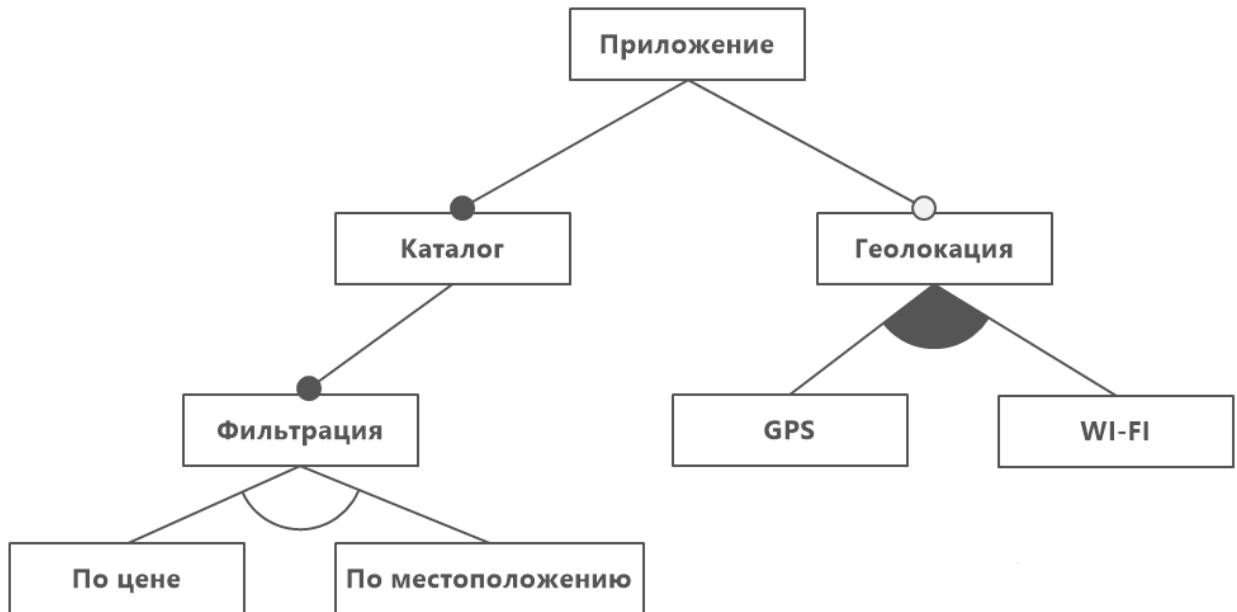 Приложение
Каталог
Геолокация
Фильтрация
GPS
WI-FI
По цене
По местоположению